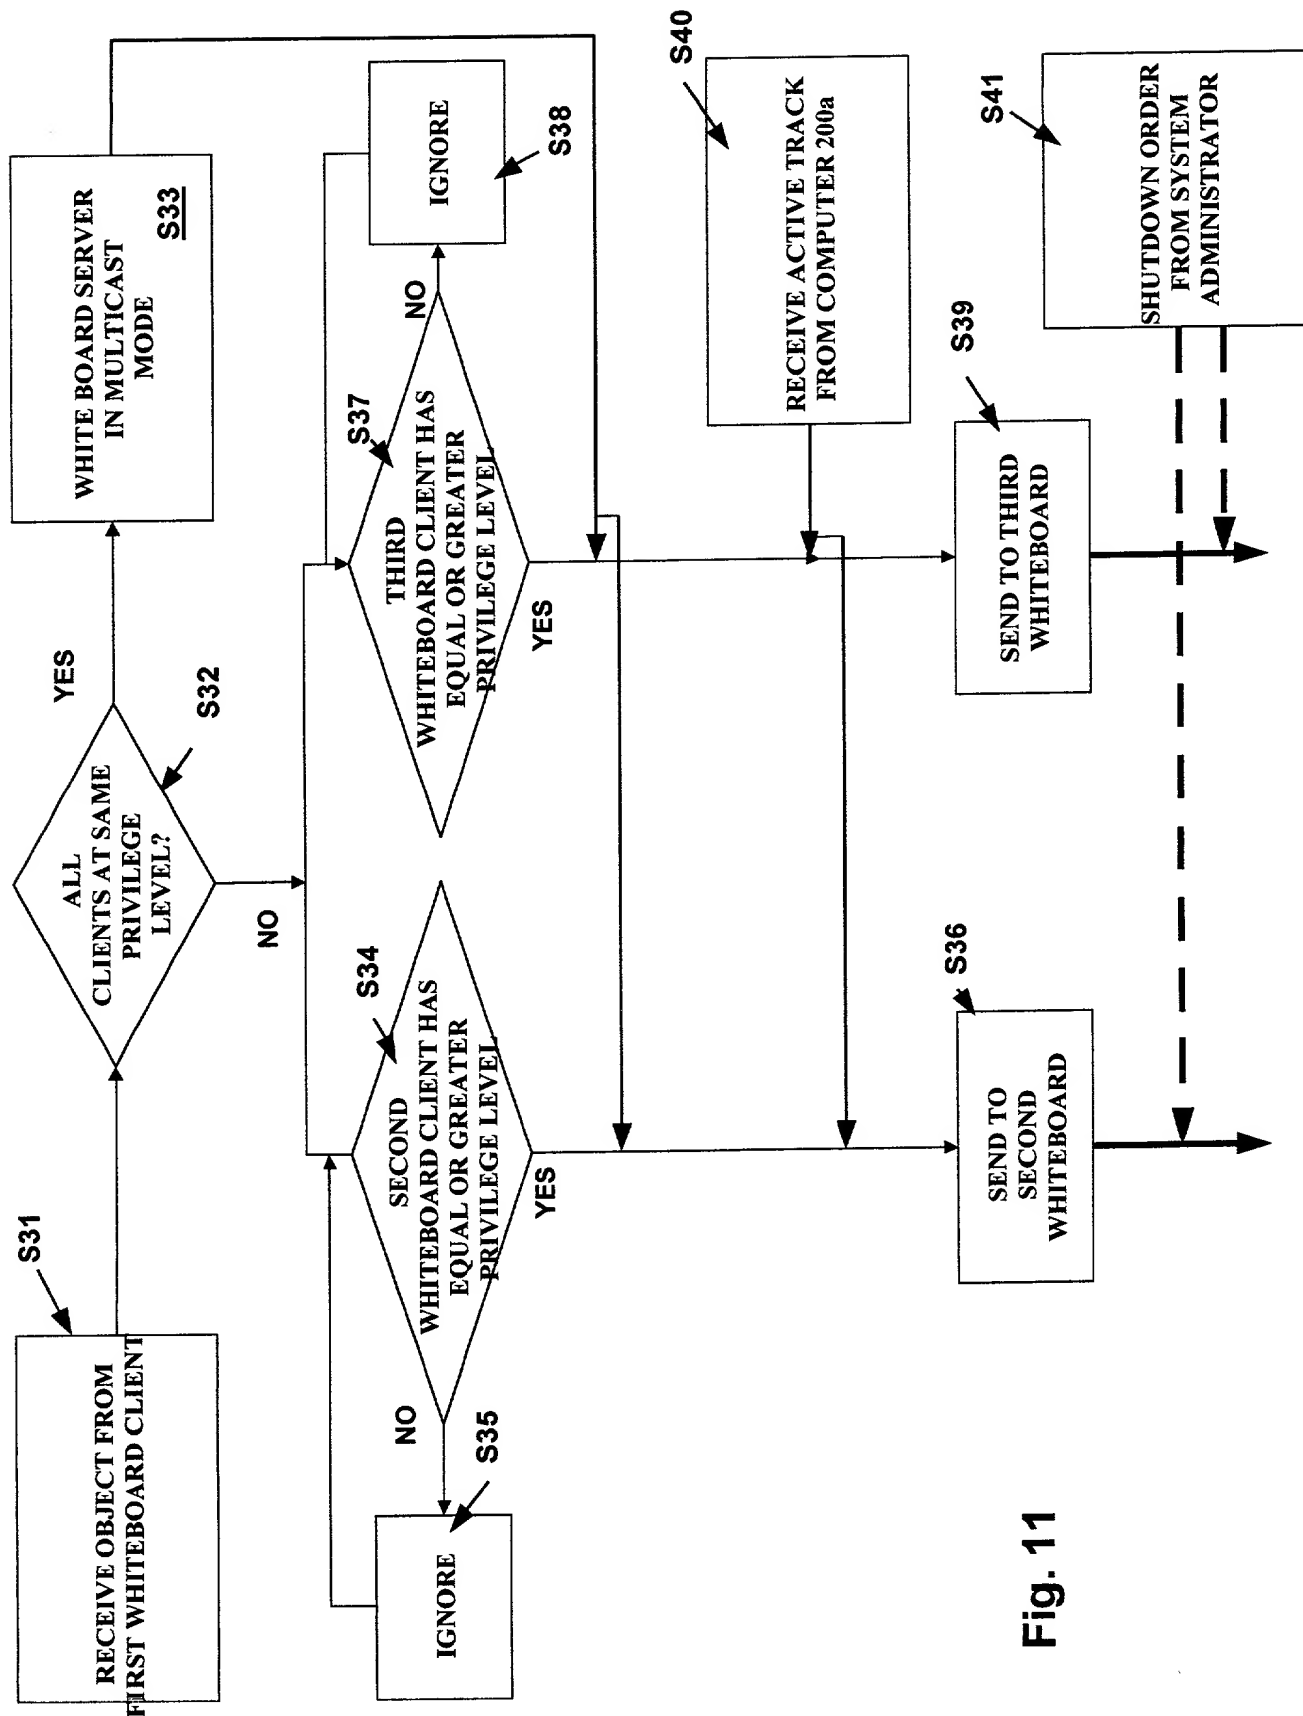 S31
RECEIVE OBJECT FROM
FIRST WHITEBOARD CLIENT
ALL
CLIENTS AT SAME
PRIVILEGE
LEVEL?
S32
YES
NO
WHITE BOARD SERVER
IN MULTICAST
MODE
S33
S34
SECOND
WHITEBOARD CLIENT HAS
EQUAL OR GREATER
PRIVILEGE LEVEL
NO
YES
IGNORE
S35
S37
THIRD
WHITEBOARD CLIENT HAS
EQUAL OR GREATER
PRIVILEGE LEVEL
NO
YES
IGNORE
S38
S40
RECEIVE ACTIVE TRACK
FROM COMPUTER 200a
S36
SEND TO
SECOND
WHITEBOARD
S39
SEND TO THIRD
WHITEBOARD
S41
SHUTDOWN ORDER
FROM SYSTEM
ADMINISTRATOR
Fig. 11